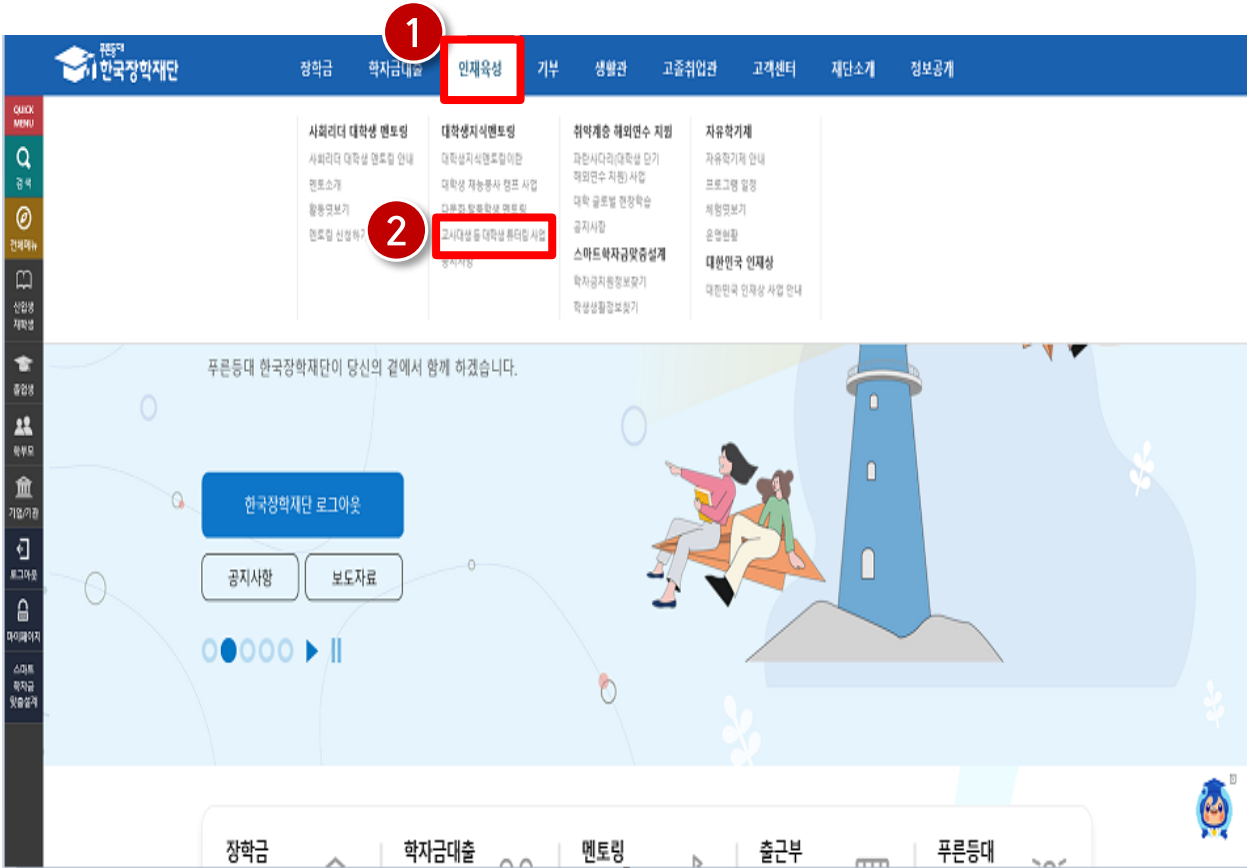 1
푸른등대
한국장학재단
장학금
학자금대출
인재육성
기부
생활관
고졸취업관
고객센터
재단소개
정보공개
QUICK
MENU
검색
전체메뉴
신입생
재학생
졸업생
학부모
기업/기관
로그아웃
마이페이지
스마트
학자금
맞춤설계
사회리더 대학생 멘토링
사회리더 대학생 멘토링 안내
멘토소개
활동엿보기
멘토링 신청하기
2
대학생지식멘토링
대학생지식멘토링이란
대학생 재능봉사 캠프 사업
다문화·탈북학생 멘토링
교사대생 등 대학생 튜터링 사업
공지사항
취약계층 해외연수 지원
파란사다리(대학생 단기
해외연수 지원) 사업
대학 글로벌 현장학습
공지사항
스마트학자금맞춤설계
학자금지원정보찾기
학생생활정보찾기
자유학기제
자유학기제 안내
프로그램 일정
체험엿보기
운영현황
대한민국 인재상
대한민국 인재상 사업 안내
푸른등대 한국장학재단이 당신의 곁에서 함께 하겠습니다.
한국장학재단 로그아웃
공지사항
보도자료
장학금
학자금대출
멘토링
출근부
푸른등대